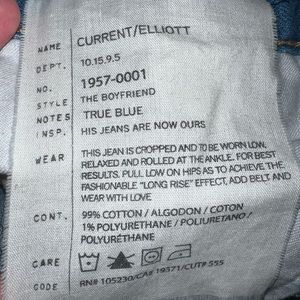 NAME CURRENT/ELLIOTT
DEPT. 10.15.9.5
NO. 1957-0001
STYLE THE BOYFRIEND
NOTES TRUE BLUE
INSP. HIS JEANS ARE NOW OURS
WEAR THIS JEAN IS CROPPED AND TO BE WORN LOW,
RELAXED AND ROLLED AT THE ANKLE. FOR BEST
RESULTS. PULL LOW ON HIPS AS TO ACHIEVE THE
FASHIONABLE "LONG RISE" EFFECT, ADD BELT AND
WEAR WITH LOVE
CONT. 99% COTTON / ALGODON / COTON
1% POLYURETHANE / POLIURETANO /
POLYURÉTHANE
CARE
CODE RN# 105230/CA# 19371/CUT# 555